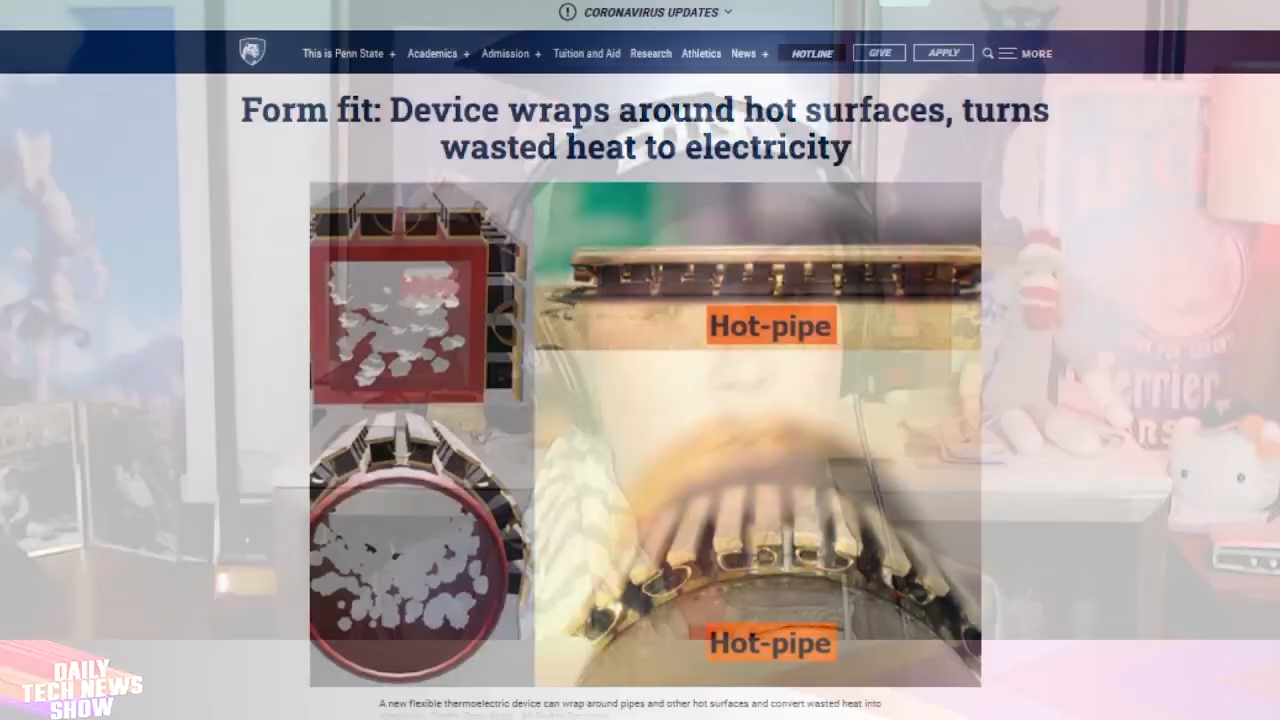 CORONAVIRUS UPDATES
This is Penn State + Academics + Admission + Tuition and Aid Research Athletics News + HOTLINE GIVE APPLY MORE
Form fit: Device wraps around hot surfaces, turns
wasted heat to electricity
Hot-pipe
Hot-pipe
A new flexible thermoelectric device can wrap around pipes and other hot surfaces and convert wasted heat into
DAILY
TECH NEWS
SHOW